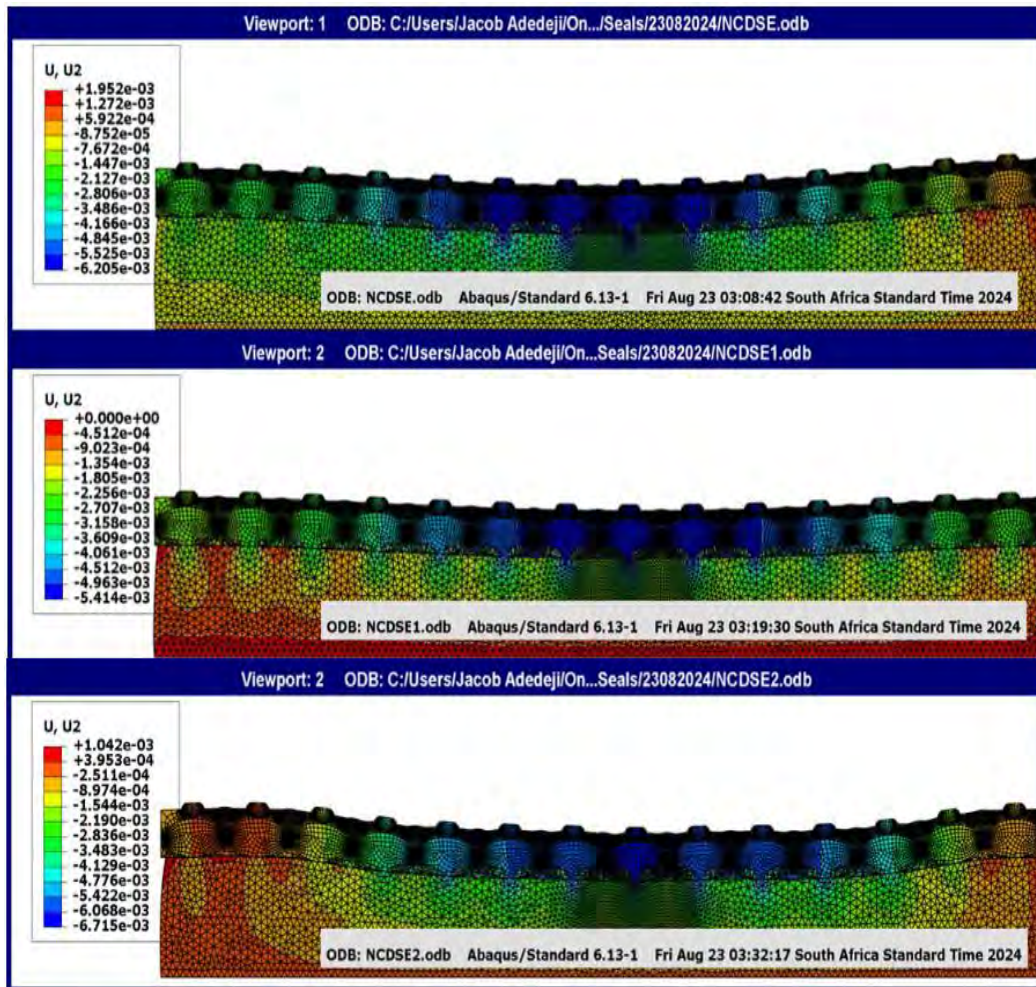 Viewport: 1 ODB: C:/Users/Jacob Adedeji/On.../Seals/23082024/NCDSE.odb
U, U2
+1.952e-03
+1.272e-03
+5.922e-04
-8.752e-05
-7.672e-04
-1.447e-03
-2.127e-03
-2.806e-03
-3.486e-03
-4.166e-03
-4.845e-03
-5.525e-03
-6.205e-03
ODB: NCDSE.odb Abaqus/Standard 6.13-1 Fri Aug 23 03:08:42 South Africa Standard Time 2024
Viewport: 2 ODB: C:/Users/Jacob Adedeji/On...Seals/23082024/NCDSE1.odb
U, U2
+0.000e+00
-4.512e-04
-9.023e-04
-1.354e-03
-1.805e-03
-2.256e-03
-2.707e-03
-3.158e-03
-3.609e-03
-4.061e-03
-4.512e-03
-4.963e-03
-5.414e-03
ODB: NCDSE1.odb Abaqus/Standard 6.13-1 Fri Aug 23 03:19:30 South Africa Standard Time 2024
Viewport: 2 ODB: C:/Users/Jacob Adedeji/On...Seals/23082024/NCDSE2.odb
U, U2
+1.042e-03
+3.953e-04
-2.511e-04
-8.974e-04
-1.544e-03
-2.190e-03
-2.836e-03
-3.483e-03
-4.129e-03
-4.776e-03
-5.422e-03
-6.068e-03
-6.715e-03
ODB: NCDSE2.odb Abaqus/Standard 6.13-1 Fri Aug 23 03:32:17 South Africa Standard Time 2024